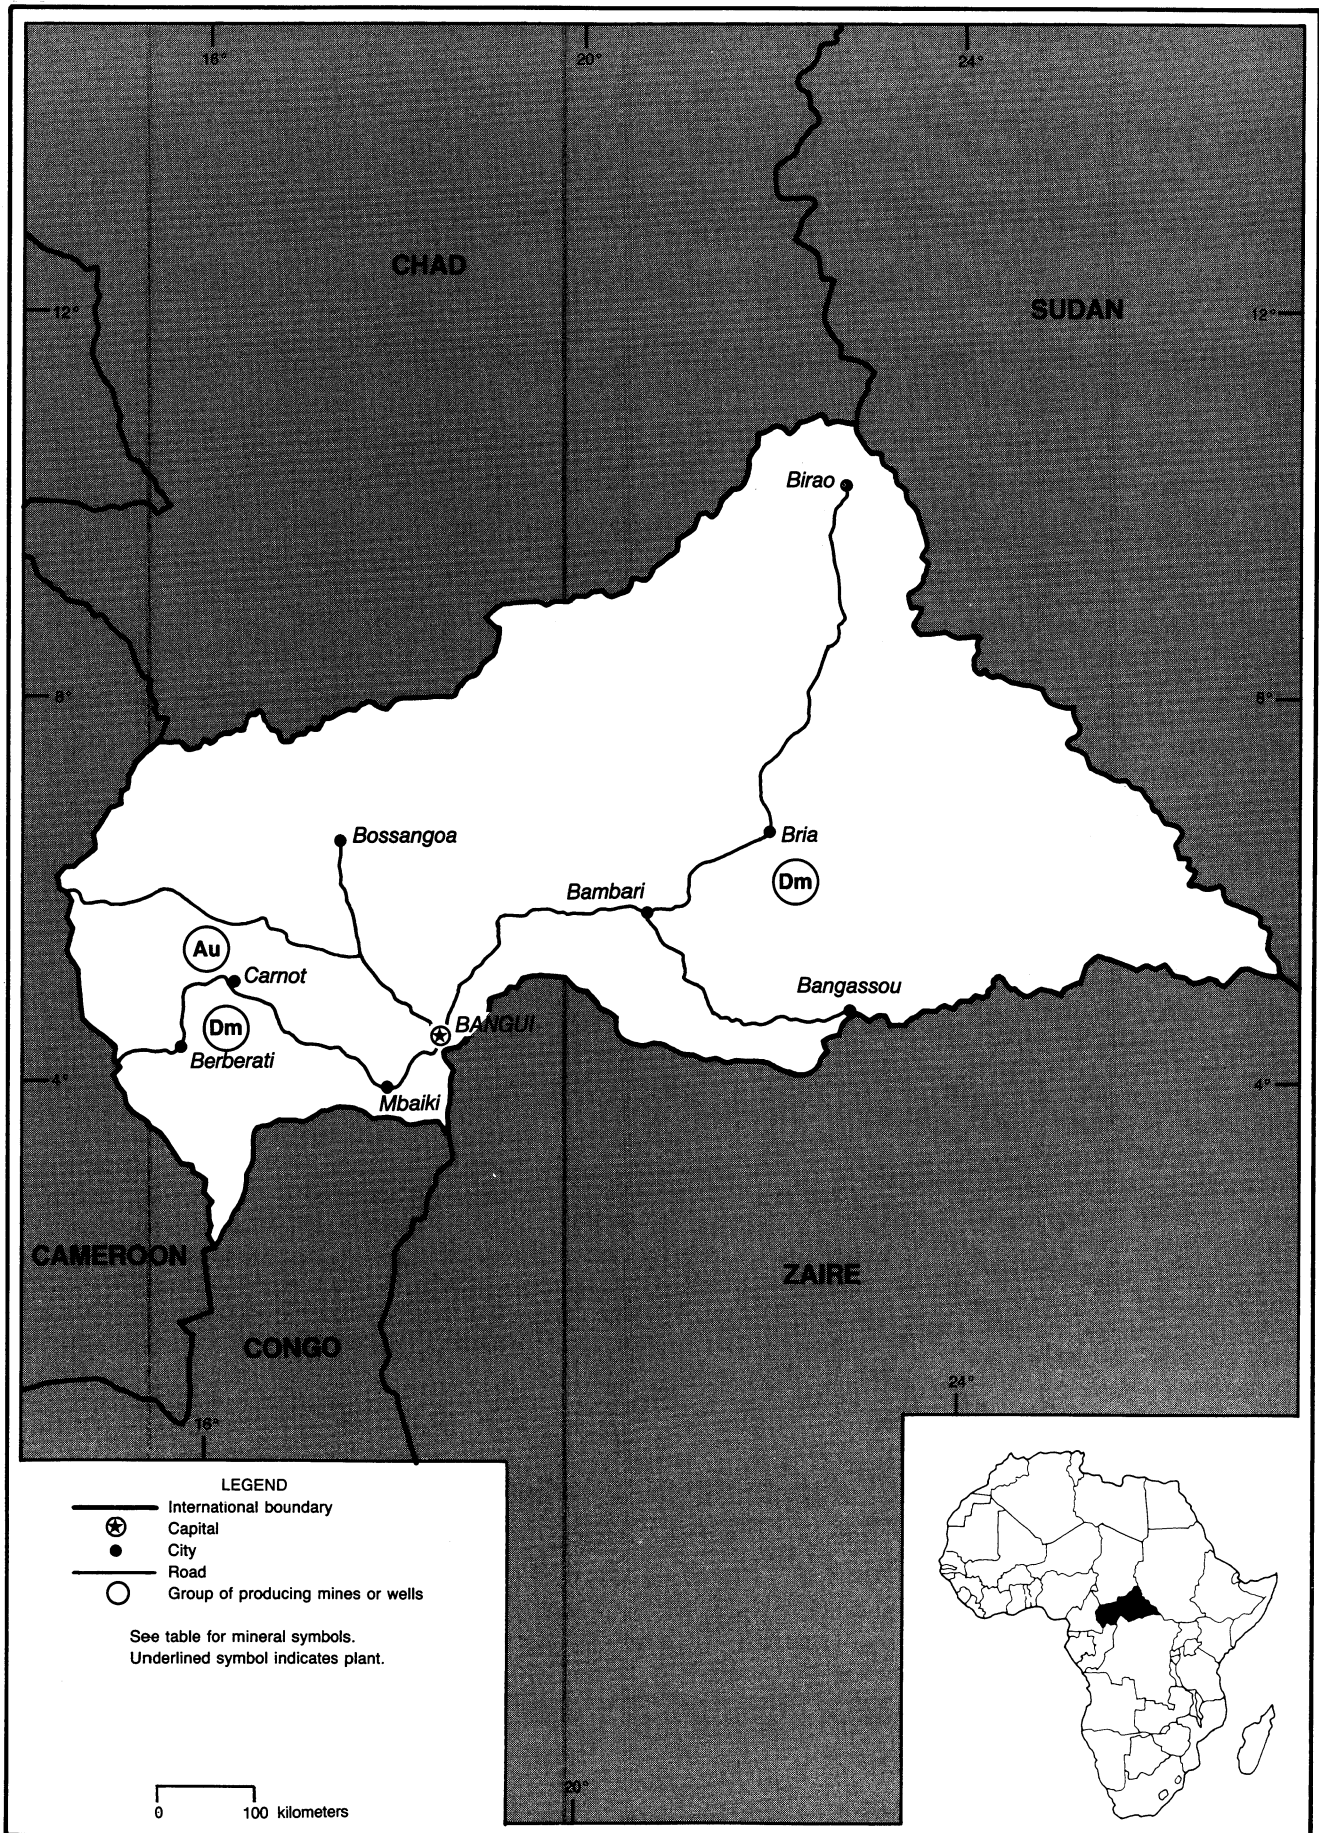 16°
20°
24°
CHAD
SUDAN
12°
12°
Birao
8°
8°
Bossangoa
Bria
Dm
Bambari
Au
Carnot
Bangassou
Dm
BANGUI
Berberati
4°
4°
Mbaiki
CAMEROON
ZAIRE
CONGO
24°
16°
LEGEND
International boundary
Capital
City
Road
Group of producing mines or wells
See table for mineral symbols.
Underlined symbol indicates plant.
20°
0 100 kilometers